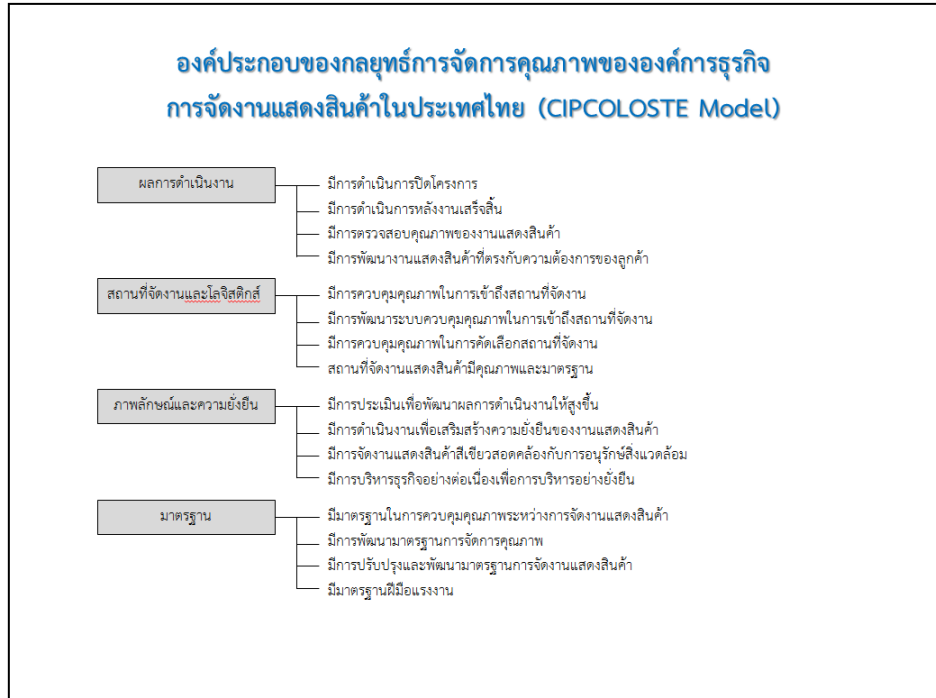 องค์ประกอบของกลยุทธ์การจัดการคุณภาพขององค์การธุรกิจ
การจัดงานแสดงสินค้าในประเทศไทย (CIPCOLOSTE Model)
ผลการดำเนินงาน
มีการดำเนินการปิดโครงการ
มีการดำเนินการหลังงานเสร็จสิ้น
มีการตรวจสอบคุณภาพของงานแสดงสินค้า
มีการพัฒนางานแสดงสินค้าที่ตรงกับความต้องการของลูกค้า
สถานที่จัดงานและโลจิสติกส์
มีการควบคุมคุณภาพในการเข้าถึงสถานที่จัดงาน
มีการพัฒนาระบบควบคุมคุณภาพในการเข้าถึงสถานที่จัดงาน
มีการควบคุมคุณภาพในการคัดเลือกสถานที่จัดงาน
สถานที่จัดงานแสดงสินค้ามีคุณภาพและมาตรฐาน
ภาพลักษณ์และความยั่งยืน
มีการประเมินเพื่อพัฒนาผลการดำเนินงานให้สูงขึ้น
มีการดำเนินงานเพื่อเสริมสร้างความยั่งยืนของงานแสดงสินค้า
มีการจัดงานแสดงสินค้าสีเขียวสอดคล้องกับการอนุรักษ์สิ่งแวดล้อม
มีการบริหารธุรกิจอย่างต่อเนื่องเพื่อการบริหารอย่างยั่งยืน
มาตรฐาน
มีมาตรฐานในการควบคุมคุณภาพระหว่างการจัดงานแสดงสินค้า
มีการพัฒนามาตรฐานการจัดการคุณภาพ
มีการปรับปรุงและพัฒนามาตรฐานการจัดงานแสดงสินค้า
มีมาตรฐานฝีมือแรงงาน